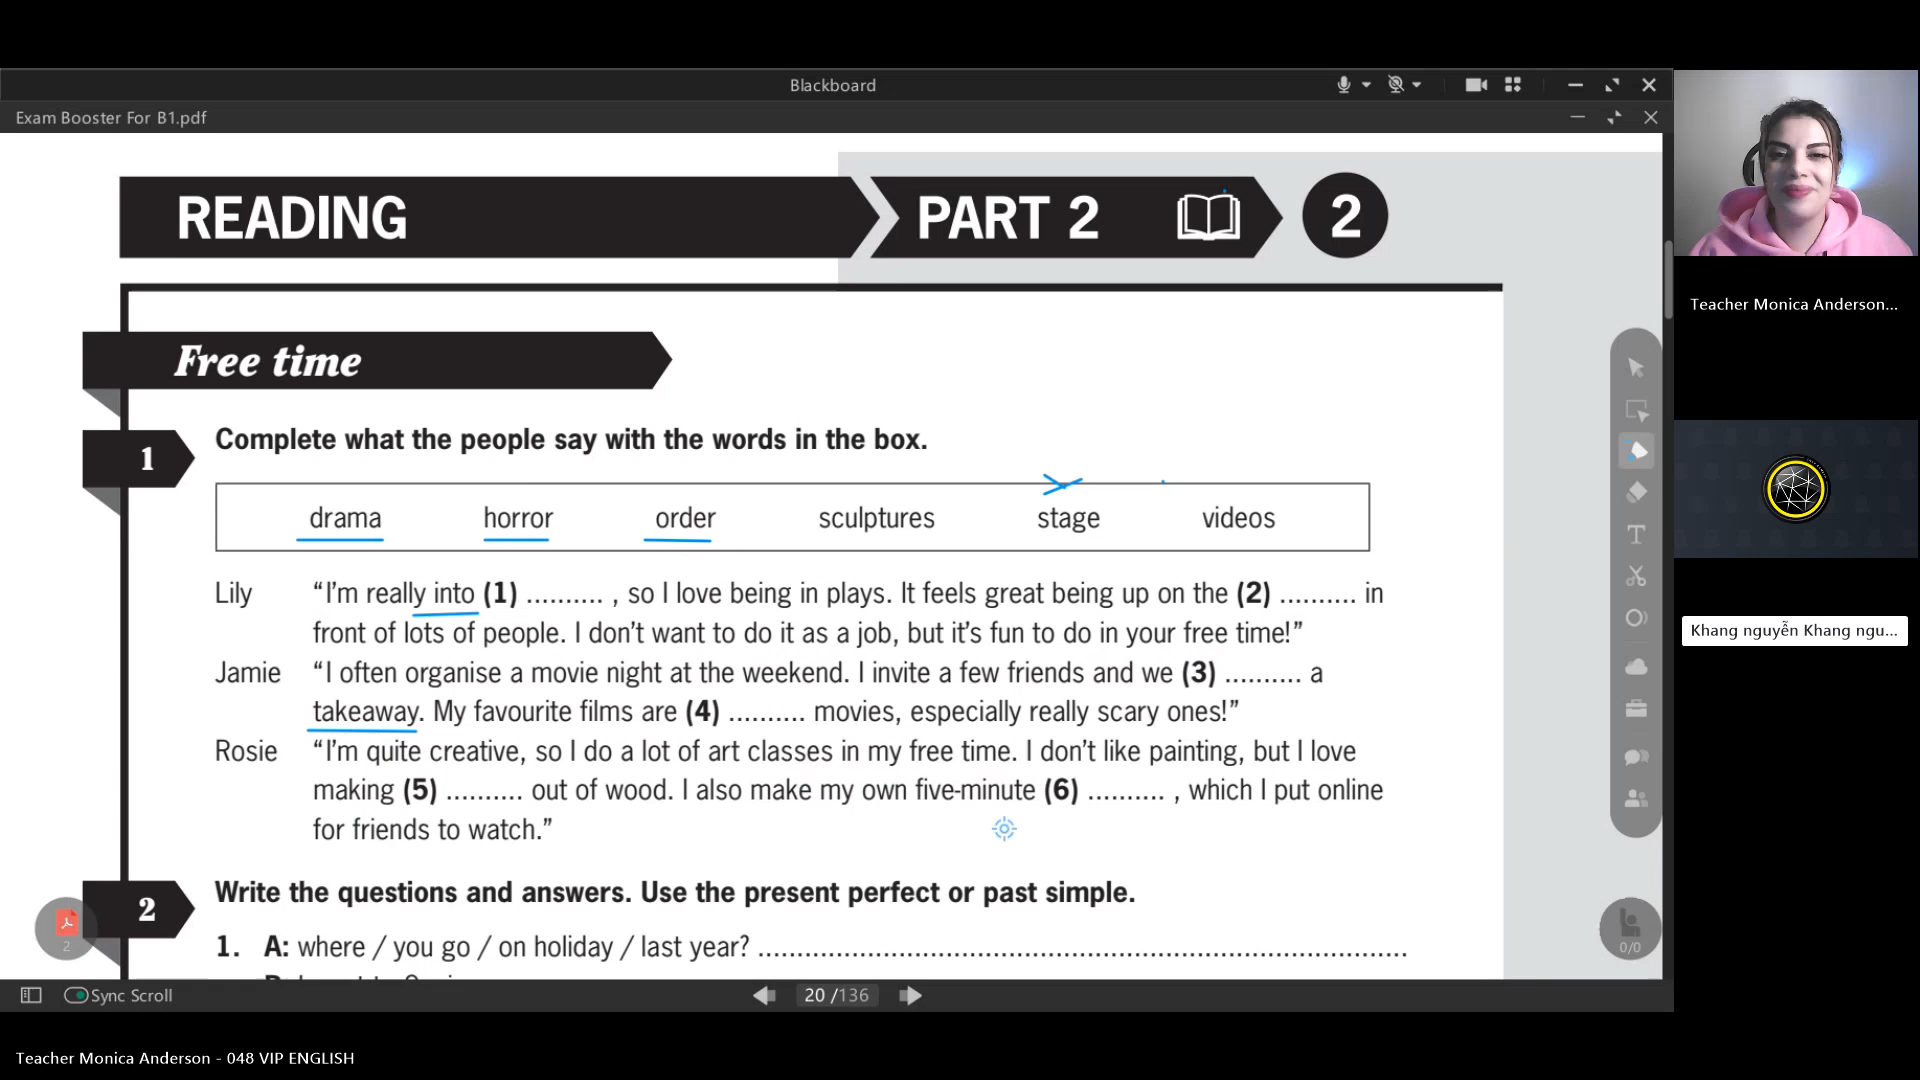 Blackboard
Exam Booster For B1.pdf
READING
PART 2
2
Free time
1
Complete what the people say with the words in the box.
drama horror order sculptures stage videos
Lily "I'm really into (1) .......... , so I love being in plays. It feels great being up on the (2) .......... in
front of lots of people. I don't want to do it as a job, but it's fun to do in your free time!"
Jamie "I often organise a movie night at the weekend. I invite a few friends and we (3) .......... a
takeaway. My favourite films are (4) .......... movies, especially really scary ones!"
Rosie "I'm quite creative, so I do a lot of art classes in my free time. I don't like painting, but I love
making (5) .......... out of wood. I also make my own five-minute (6) .......... , which I put online
for friends to watch."
2
Write the questions and answers. Use the present perfect or past simple.
1. A: where / you go / on holiday / last year? ..................................................................
2
0/0
Sync Scroll
20 /136
Teacher Monica Anderson...
Khang nguyễn Khang ngu...
Teacher Monica Anderson - 048 VIP ENGLISH